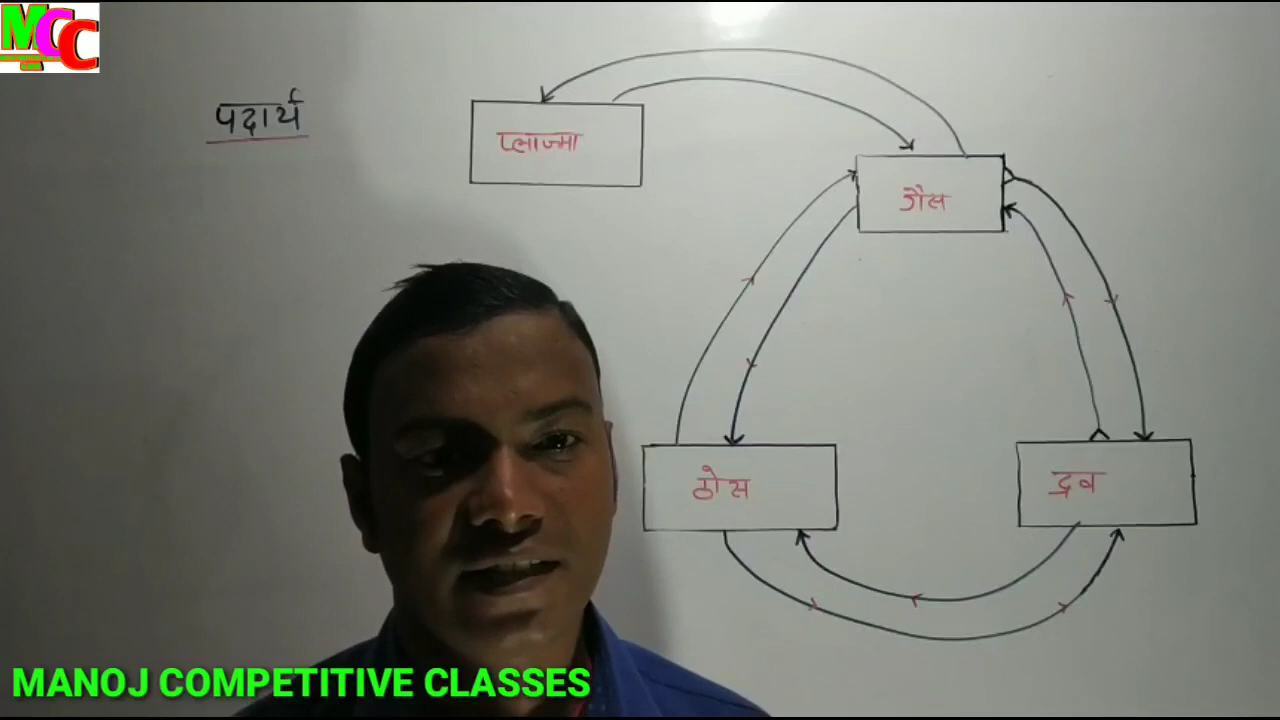 MCC
पदार्थ
प्लाज्मा
गैस
ठोस
द्रव
MANOJ COMPETITIVE CLASSES